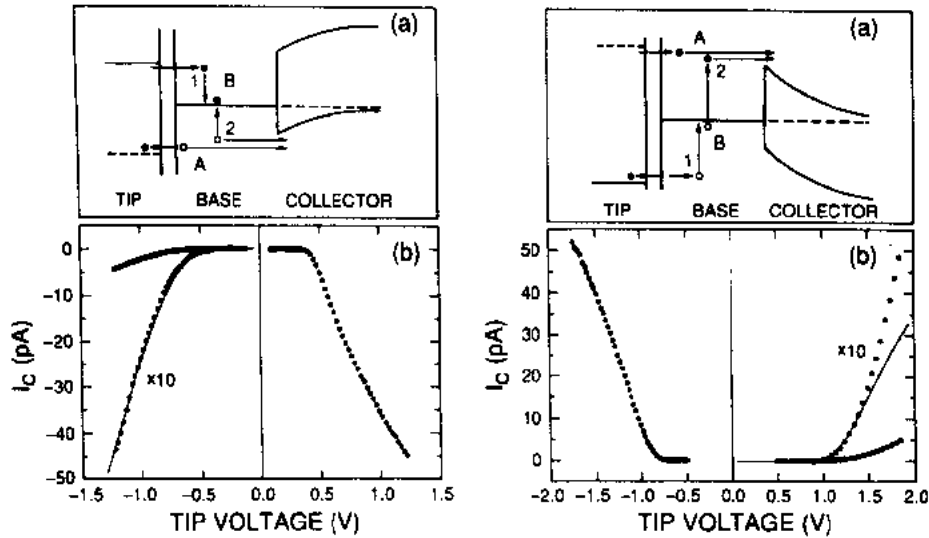 (a)
1
B
2
A
TIP BASE COLLECTOR
(b)
0
-10
-20
-30
-40
-50
I_C (pA)
x10
-1.5 -1.0 -0.5 0.0 0.5 1.0 1.5
TIP VOLTAGE (V)
(a)
A
2
B
1
TIP BASE COLLECTOR
(b)
50
40
30
20
10
0
I_C (pA)
x10
-2.0 -1.5 -1.0 -0.5 0.0 0.5 1.0 1.5 2.0
TIP VOLTAGE (V)